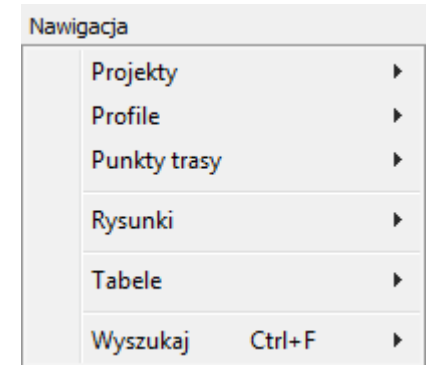 Nawigacja
Projekty
Profile
Punkty trasy
Rysunki
Tabele
Wyszukaj Ctrl+F